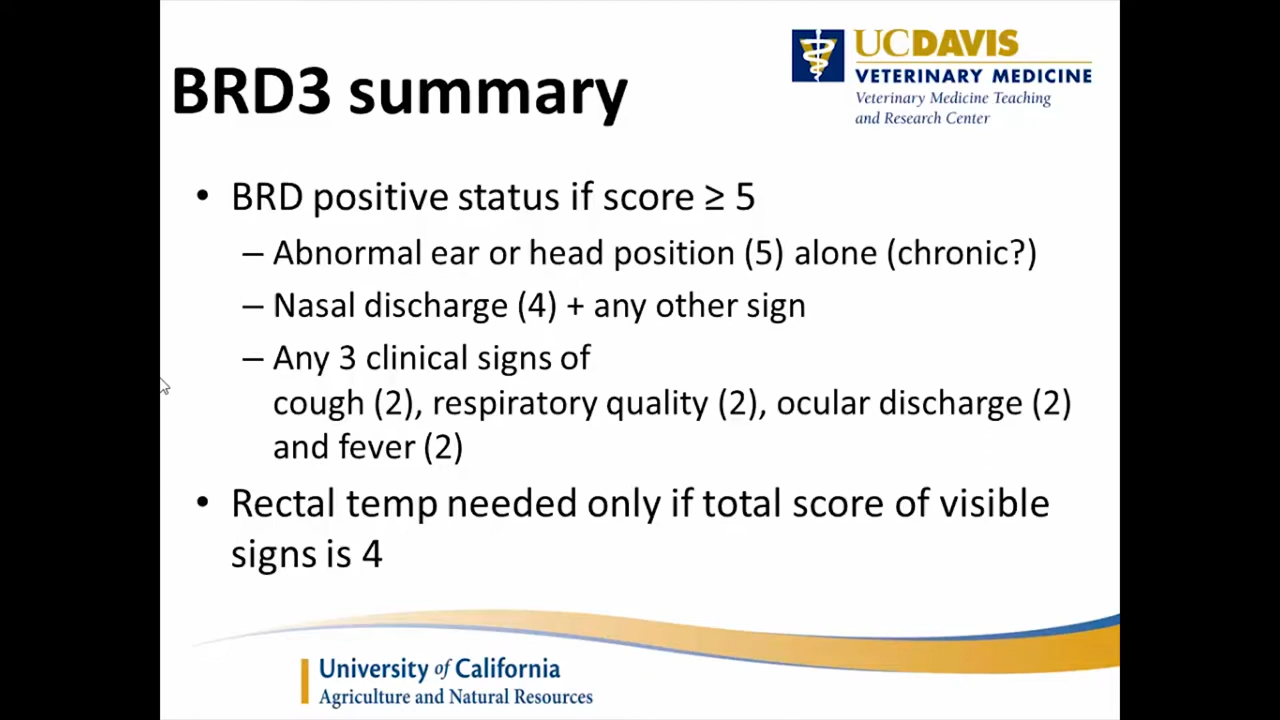 BRD3 summary
UCDAVIS
VETERINARY MEDICINE
Veterinary Medicine Teaching
and Research Center
• BRD positive status if score ≥ 5
– Abnormal ear or head position (5) alone (chronic?)
– Nasal discharge (4) + any other sign
– Any 3 clinical signs of
cough (2), respiratory quality (2), ocular discharge (2)
and fever (2)
• Rectal temp needed only if total score of visible
signs is 4
University of California
Agriculture and Natural Resources